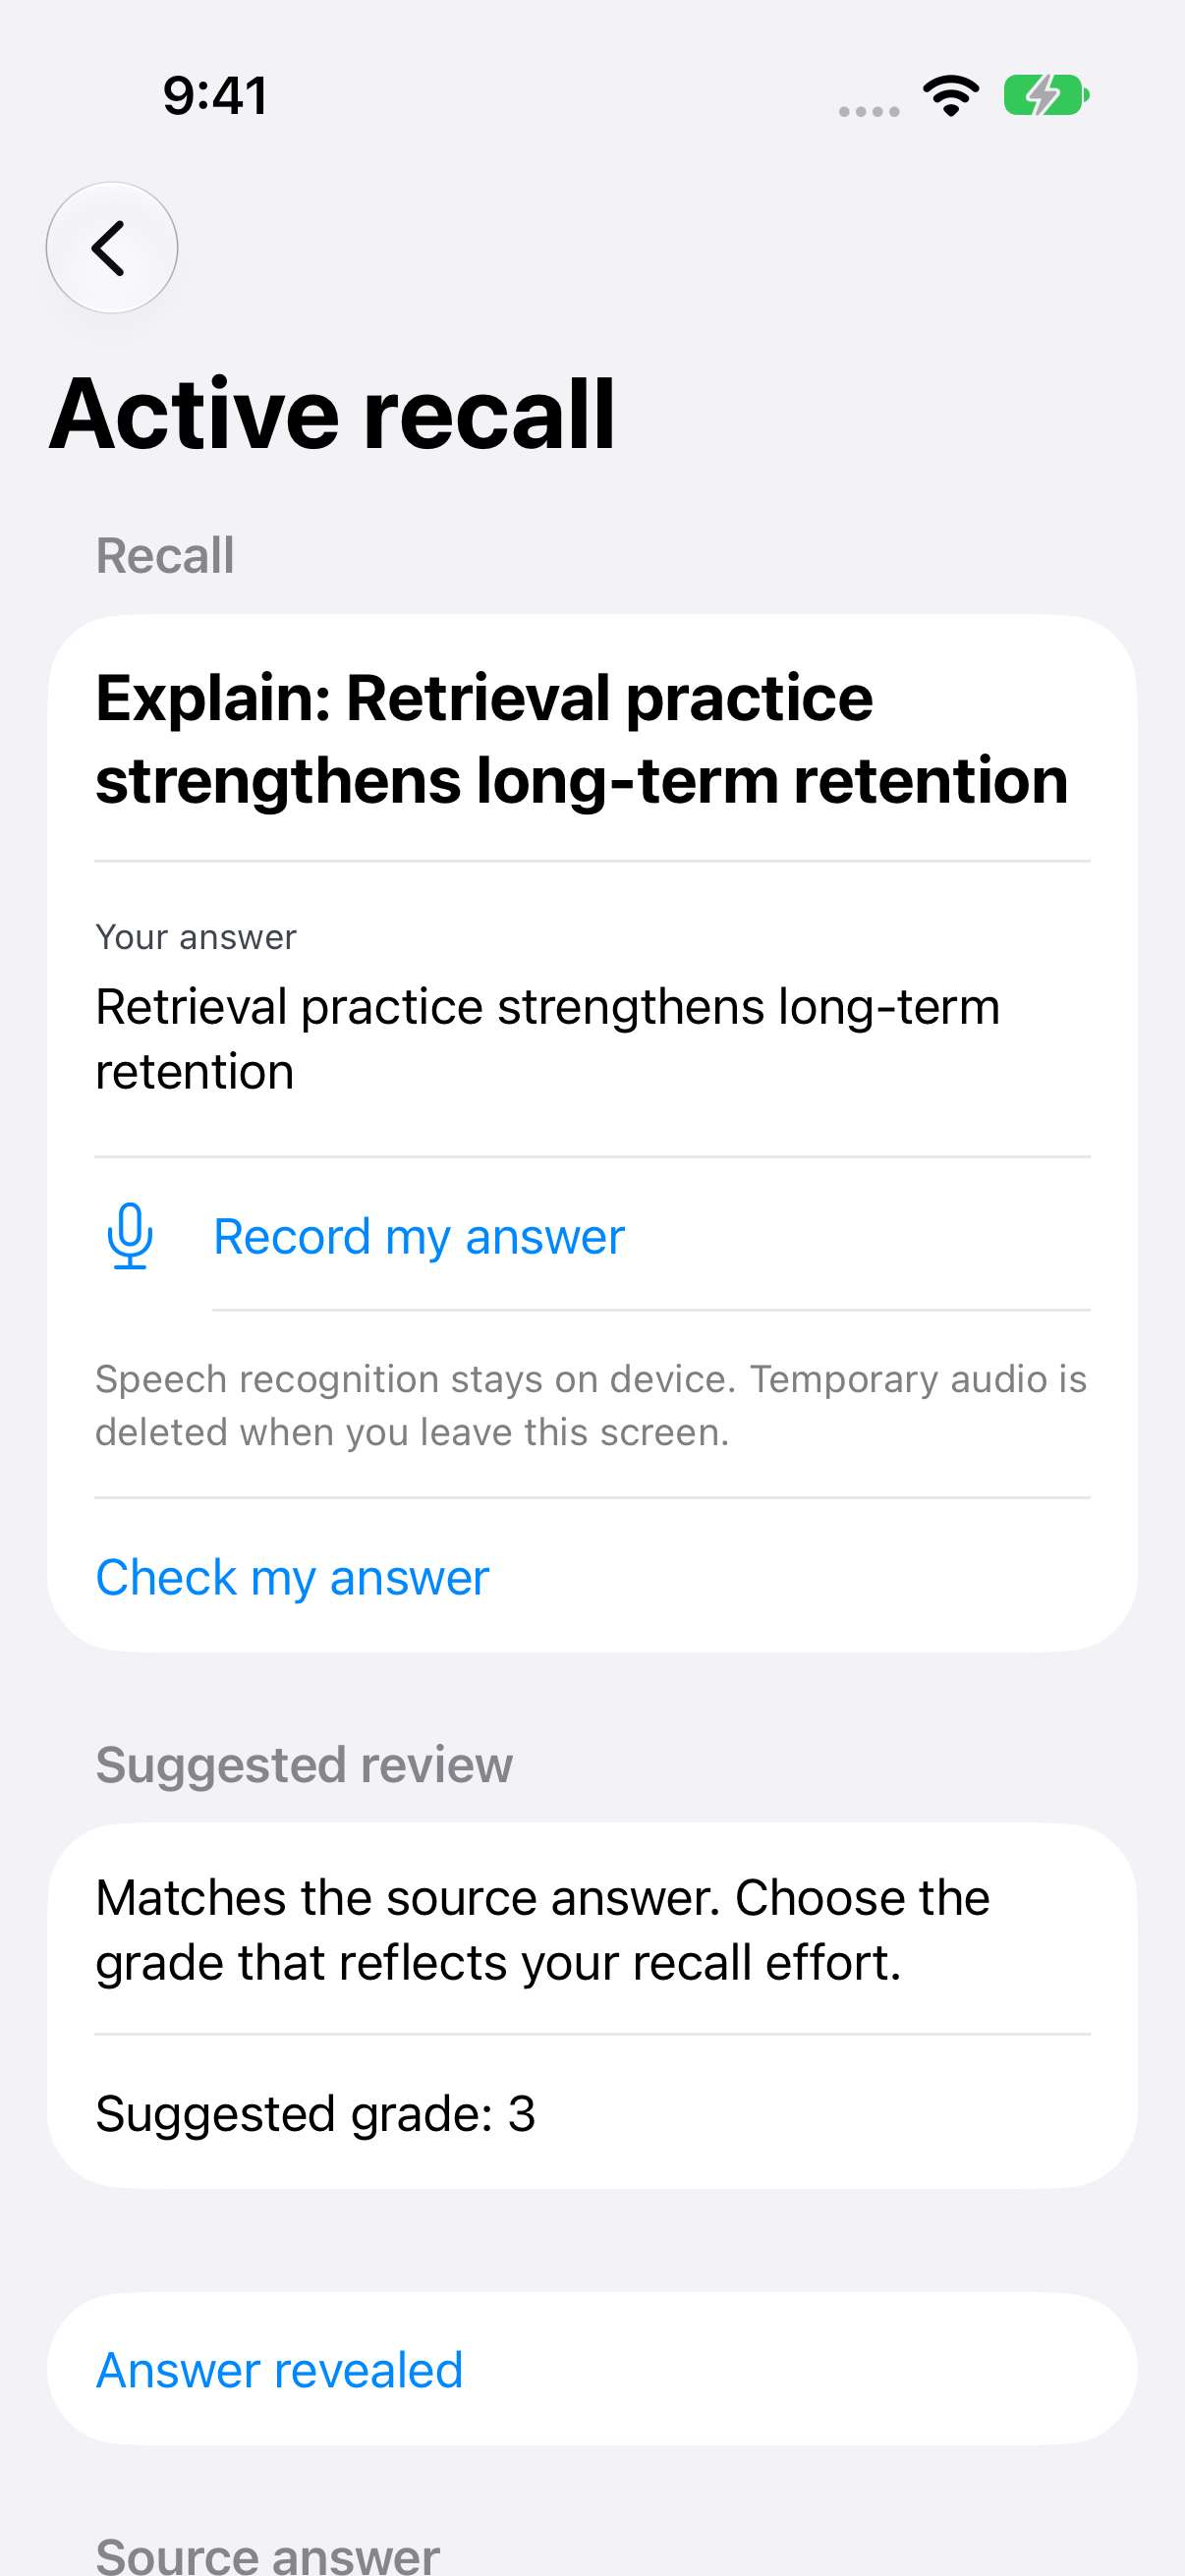 9:41
Active recall
Recall
Explain: Retrieval practice
strengthens long-term retention
Your answer
Retrieval practice strengthens long-term
retention
Record my answer
Speech recognition stays on device. Temporary audio is
deleted when you leave this screen.
Check my answer
Suggested review
Matches the source answer. Choose the
grade that reflects your recall effort.
Suggested grade: 3
Answer revealed
Source answer